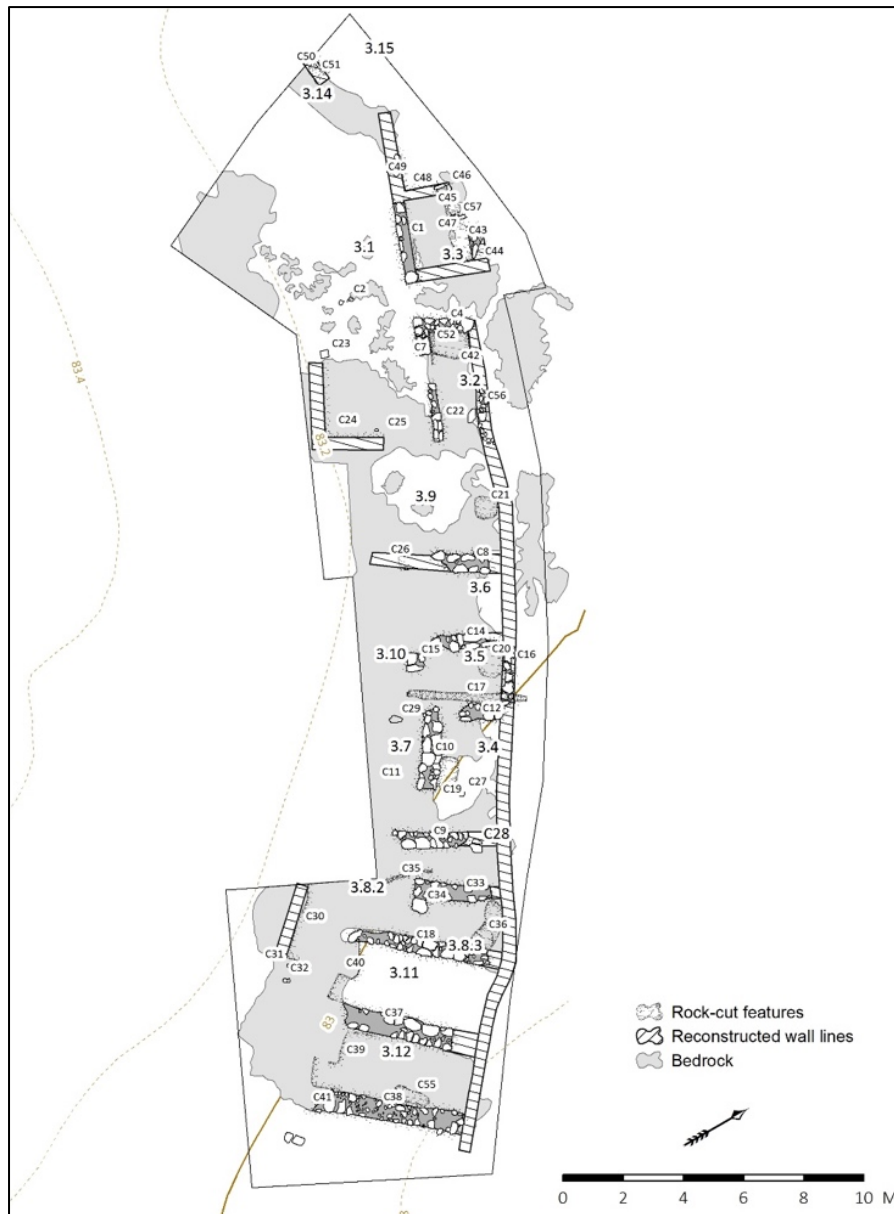 C50
C51
3.15
3.14
C49
C48
C46
C45
C57
C47
C1
C43
C44
3.3
3.1
C2
C4
C52
C7
C42
C23
3.2
C56
C22
C24
C25
83.4
83.2
3.9
C21
C26
C8
3.6
C14
C15
C20
C16
3.10
3.5
C17
C29
C12
3.7
C10
3.4
C11
C19
C27
C9
C28
C35
3.8.2
C33
C34
C30
C36
C18
3.8.3
C31
C32
C40
3.11
83
C37
C39
3.12
C55
C41
C38
8
Rock-cut features
Reconstructed wall lines
Bedrock
0 2 4 6 8 10 M